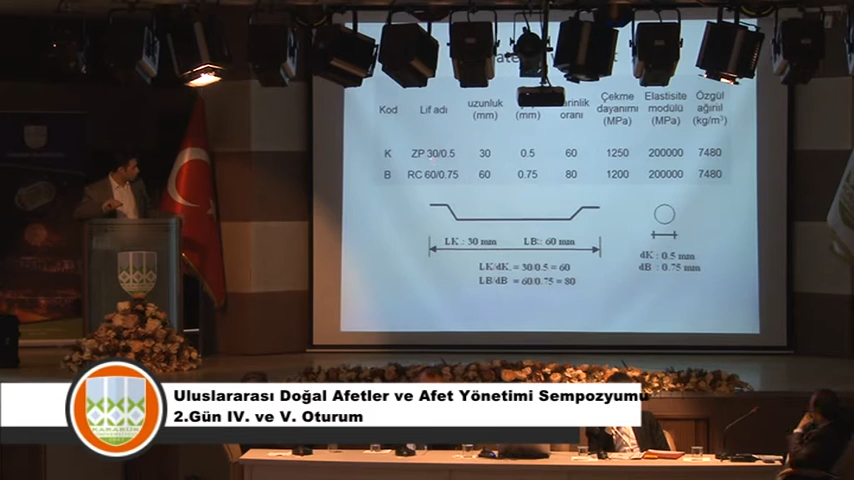 Kod Lif adı uzunluk (mm) (mm) oranı Çekme dayanımı (MPa) Elastisite modülü (MPa) Özgül ağırlıl (kg/m³)
K ZP 30/0.5 30 0.5 60 1250 200000 7480
B RC 60/0.75 60 0.75 80 1200 200000 7480
LK : 30 mm LB: : 60 mm
LK/dK = 30/0.5 = 60
LB/dB = 60/0.75 = 80
dK : 0.5 mm
dB : 0.75 mm
Uluslararası Doğal Afetler ve Afet Yönetimi Sempozyumu
2.Gün IV. ve V. Oturum
KARABÜK